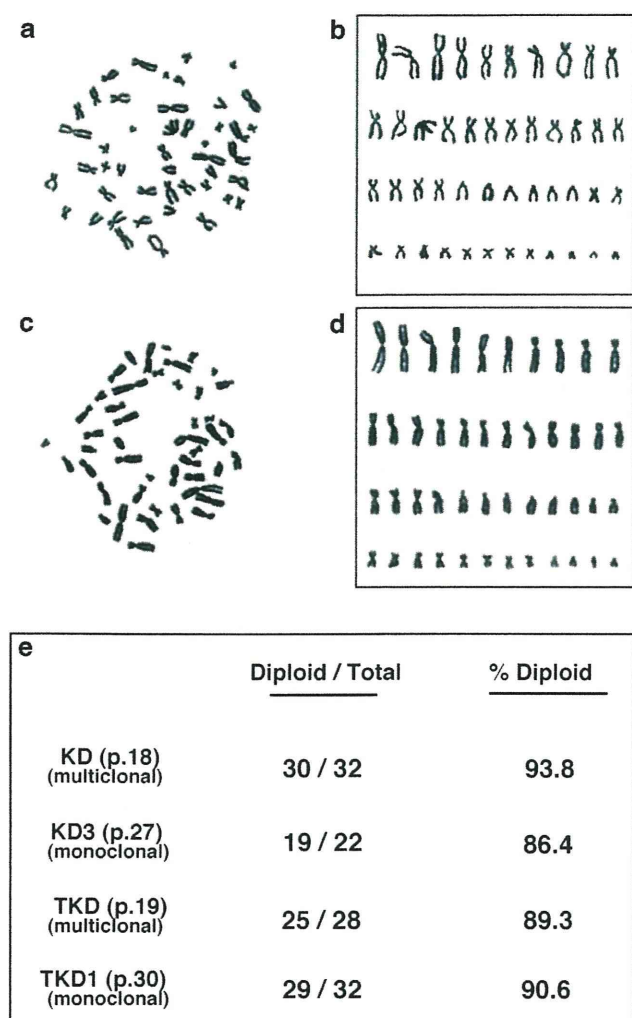 a
b
c
d
e
Diploid / Total % Diploid
KD (p.18) 30 / 32 93.8
(multiclonal)
KD3 (p.27) 19 / 22 86.4
(monoclonal)
TKD (p.19) 25 / 28 89.3
(multiclonal)
TKD1 (p.30) 29 / 32 90.6
(monoclonal)